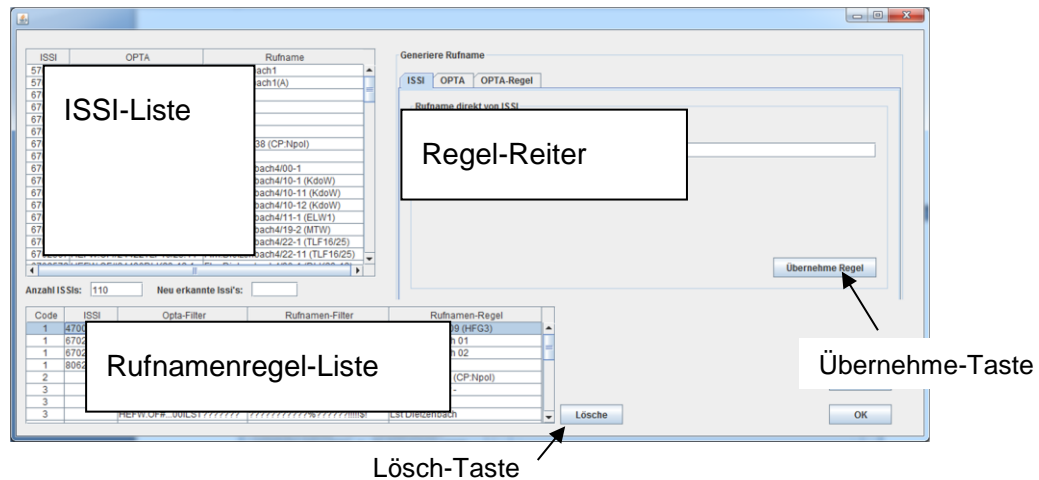 Generiere Rufname
ISSI OPTA Rufname
ISSI OPTA OPTA-Regel
Rufname direkt von ISSI
ISSI-Liste
Regel-Reiter
38 (CP:Npol)
bach4/00-1
bach4/10-1 (KdoW)
bach4/10-11 (KdoW)
bach4/10-12 (KdoW)
bach4/11-1 (ELW1)
bach4/19-2 (MTW)
bach4/22-1 (TLF16/25)
bach4/22-11 (TLF16/25)
Übernehme Regel
Anzahl ISSIs: 110 Neu erkannte Issi's:
Code ISSI Opta-Filter Rufnamen-Filter Rufnamen-Regel
1 09 (HFG3)
1 6702 h 01
1 6702 h 02
1 8062
2 (CP:Npol)
3
3
3 Lst Dietzenbach
Rufnamenregel-Liste
Übernehme-Taste
Lösche OK
Lösch-Taste